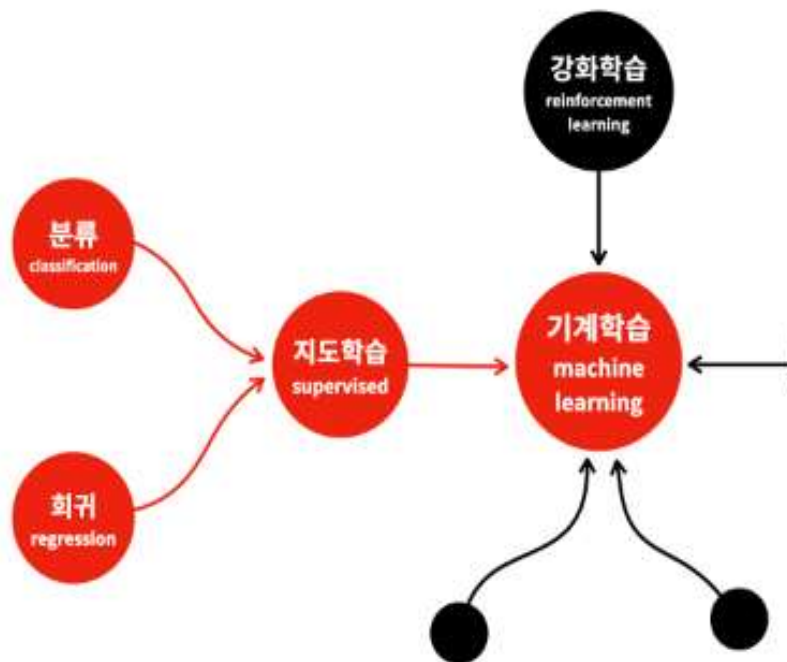 강화학습
reinforcement
learning
분류
classification
지도학습
supervised
기계학습
machine
learning
회귀
regression